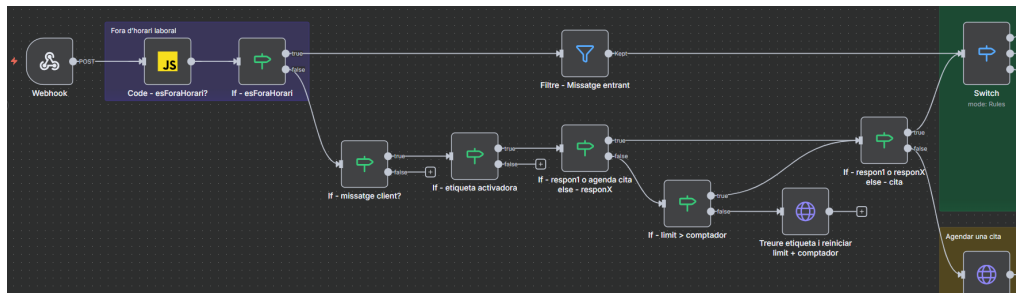 Fora d'horari laboral
JS
POST
true
false
Kept
Webhook
Code - esForaHorari?
If - esForaHorari
Filtre - Missatge entrant
Switch
mode: Rules
true
false
If - missatge client?
true
false
If - etiqueta activadora
true
false
If - respon1 o agenda cita
else - responX
true
false
If - respon1 o responX
else - cita
true
false
If - limit > comptador
Treure etiqueta i reiniciar
limit + comptador
Agendar una cita